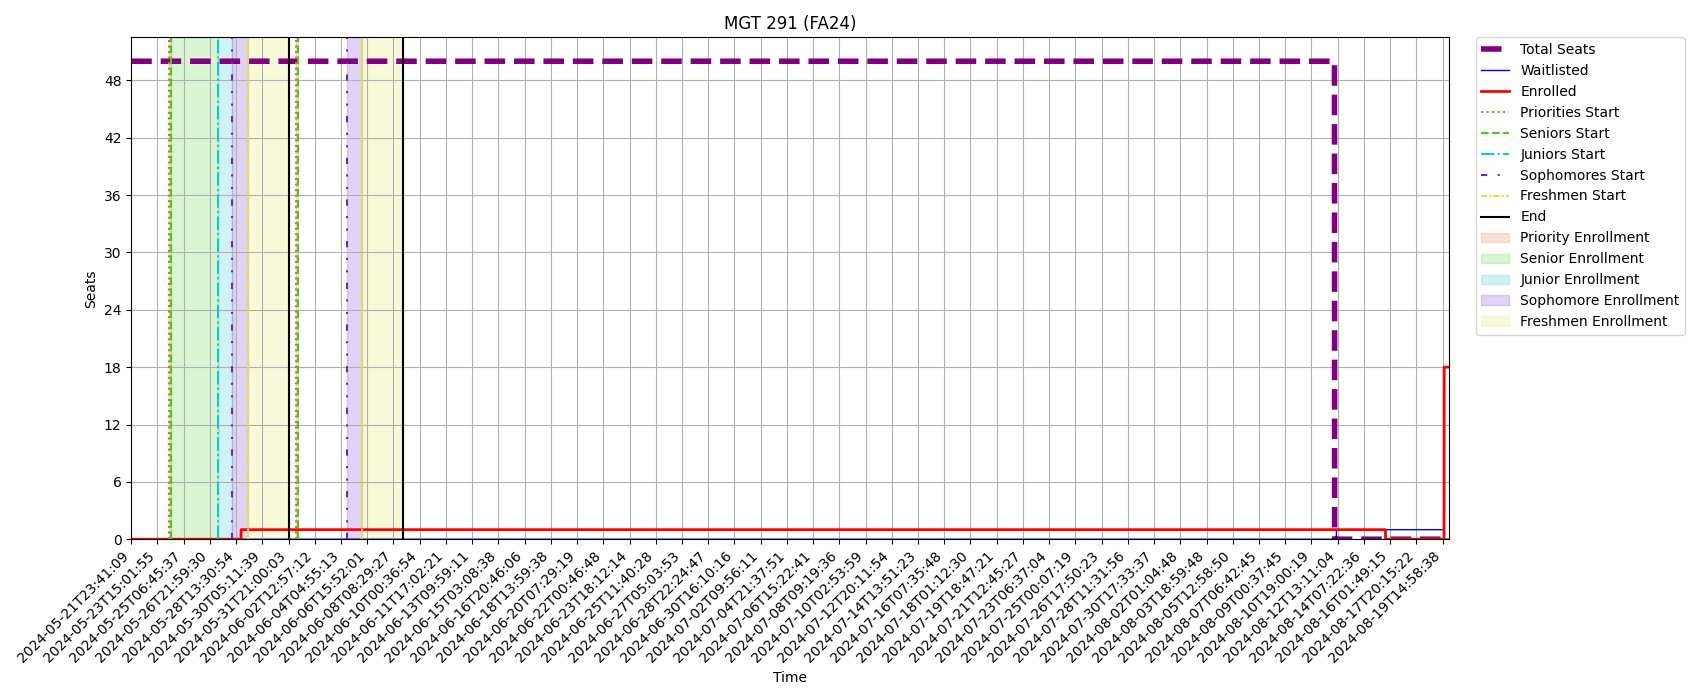 MGT 291 (FA24)
Total Seats
Waitlisted
Enrolled
Priorities Start
Seniors Start
Juniors Start
Sophomores Start
Freshmen Start
End
Priority Enrollment
Senior Enrollment
Junior Enrollment
Sophomore Enrollment
Freshmen Enrollment
Seats
48
42
36
30
24
18
12
6
0
2024-05-21T23:41:09
2024-05-23T15:01:55
2024-05-25T06:45:37
2024-05-26T21:59:30
2024-05-28T13:30:54
2024-05-30T05:11:39
2024-05-31T21:00:03
2024-06-02T12:57:12
2024-06-04T04:55:13
2024-06-06T15:52:01
2024-06-08T08:29:27
2024-06-10T00:36:54
2024-06-11T17:02:21
2024-06-13T09:59:11
2024-06-15T03:08:38
2024-06-16T20:46:06
2024-06-18T13:59:38
2024-06-20T07:29:19
2024-06-22T00:46:48
2024-06-23T18:12:14
2024-06-25T11:40:28
2024-06-27T05:03:53
2024-06-28T22:24:47
2024-06-30T16:10:16
2024-07-02T09:56:11
2024-07-04T21:37:51
2024-07-06T15:22:41
2024-07-08T09:19:36
2024-07-10T02:53:59
2024-07-12T20:11:54
2024-07-14T13:51:23
2024-07-16T07:35:48
2024-07-18T01:12:30
2024-07-19T18:47:21
2024-07-21T12:45:27
2024-07-23T06:37:04
2024-07-25T00:07:19
2024-07-26T17:50:23
2024-07-28T11:31:56
2024-07-30T17:33:37
2024-08-02T01:04:48
2024-08-03T18:59:48
2024-08-05T12:58:50
2024-08-07T06:42:45
2024-08-09T00:37:45
2024-08-10T19:00:19
2024-08-12T13:11:04
2024-08-14T07:22:36
2024-08-16T01:49:15
2024-08-17T20:15:22
2024-08-19T14:58:38
Time